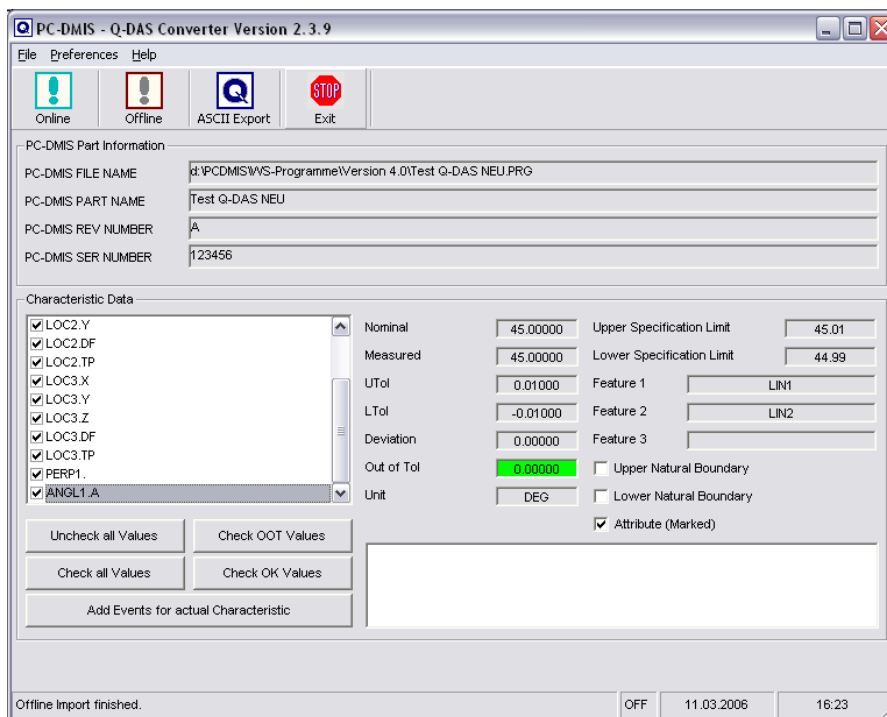 PC-DMIS - Q-DAS Converter Version 2.3.9
File Preferences Help
Online Offline ASCII Export STOP Exit
PC-DMIS Part Information
PC-DMIS FILE NAME d:\PCDMISW\VS-Programme\Version 4.0\Test Q-DAS NEU.PRG
PC-DMIS PART NAME Test Q-DAS NEU
PC-DMIS REV NUMBER A
PC-DMIS SER NUMBER 123456
Characteristic Data
LOC2.Y
LOC2.DF
LOC2.TP
LOC3.X
LOC3.Y
LOC3.Z
LOC3.DF
LOC3.TP
PERP1.
ANGL1.A
Nominal 45.00000 Upper Specification Limit 45.01
Measured 45.00000 Lower Specification Limit 44.99
UTol 0.01000 Feature 1 LIN1
LTol -0.01000 Feature 2 LIN2
Deviation 0.00000 Feature 3
Out of Tol 0.00000 Upper Natural Boundary
Unit DEG Lower Natural Boundary
Attribute (Marked)
Uncheck all Values Check OOT Values
Check all Values Check OK Values
Add Events for actual Characteristic
Offline Import finished. OFF 11.03.2006 16:23